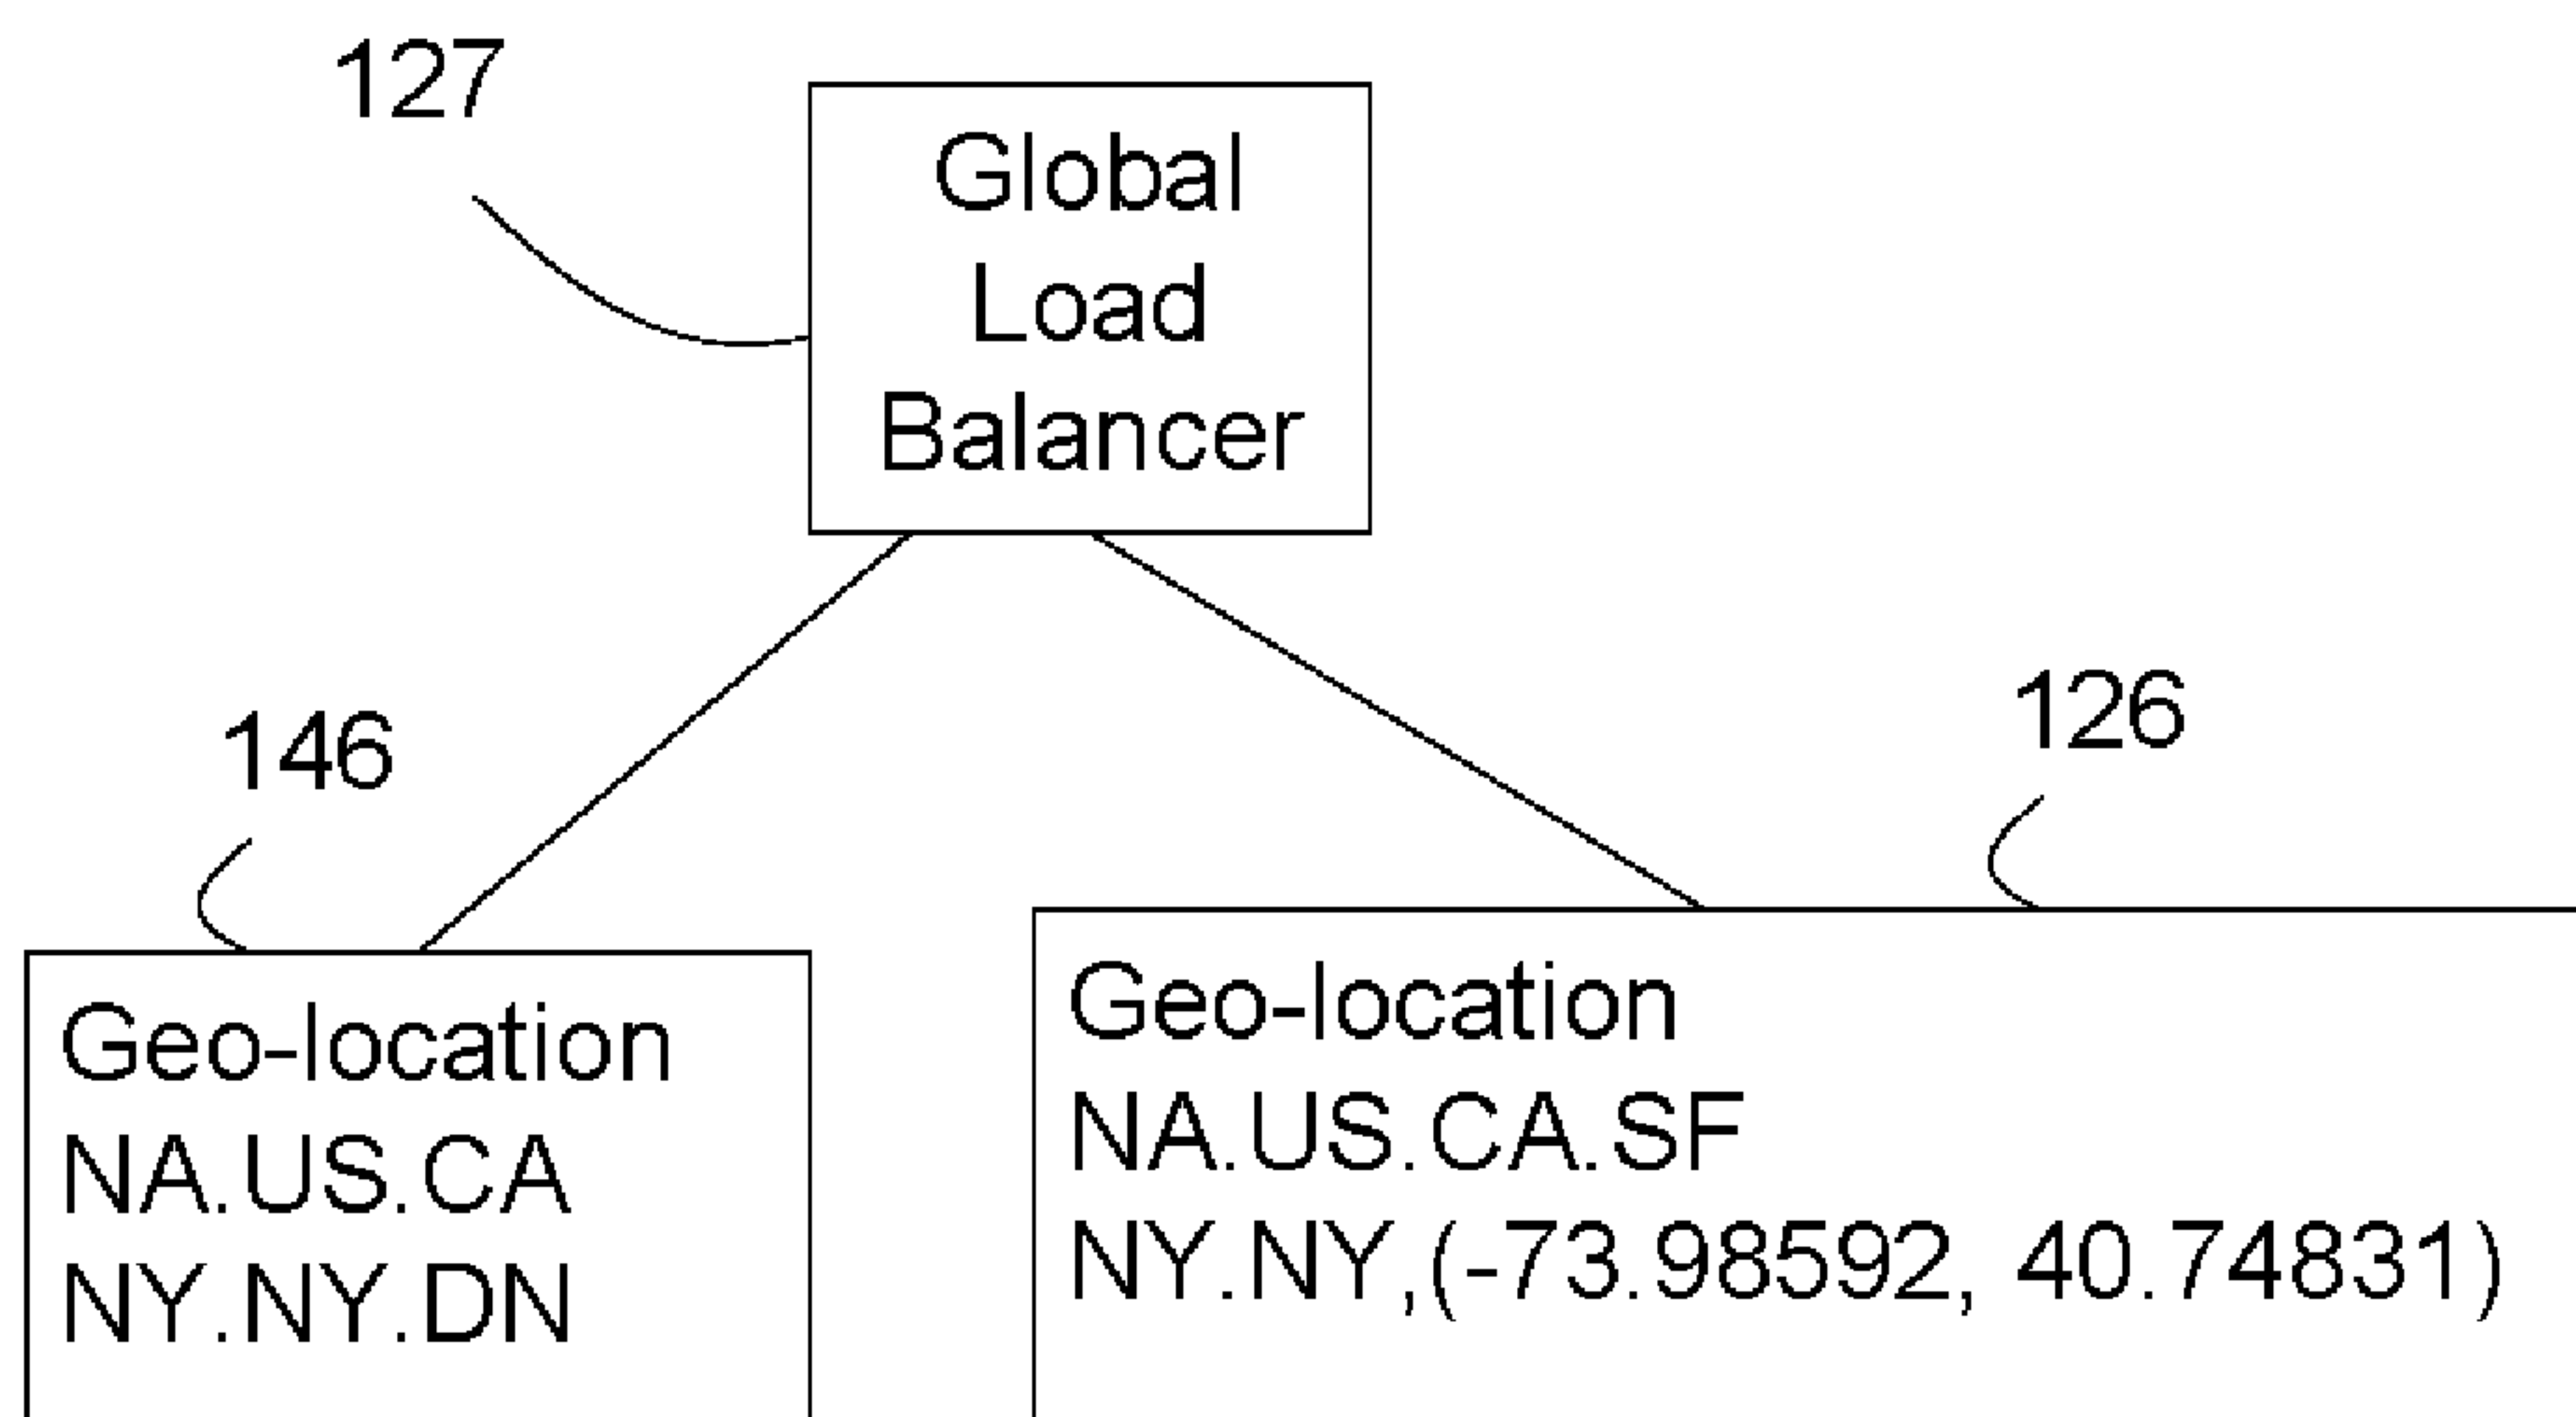 127
Global
Load
Balancer
146
126
Geo-location
NA.US.CA
NY.NY.DN
Geo-location
NA.US.CA.SF
NY.NY,(-73.98592, 40.74831)